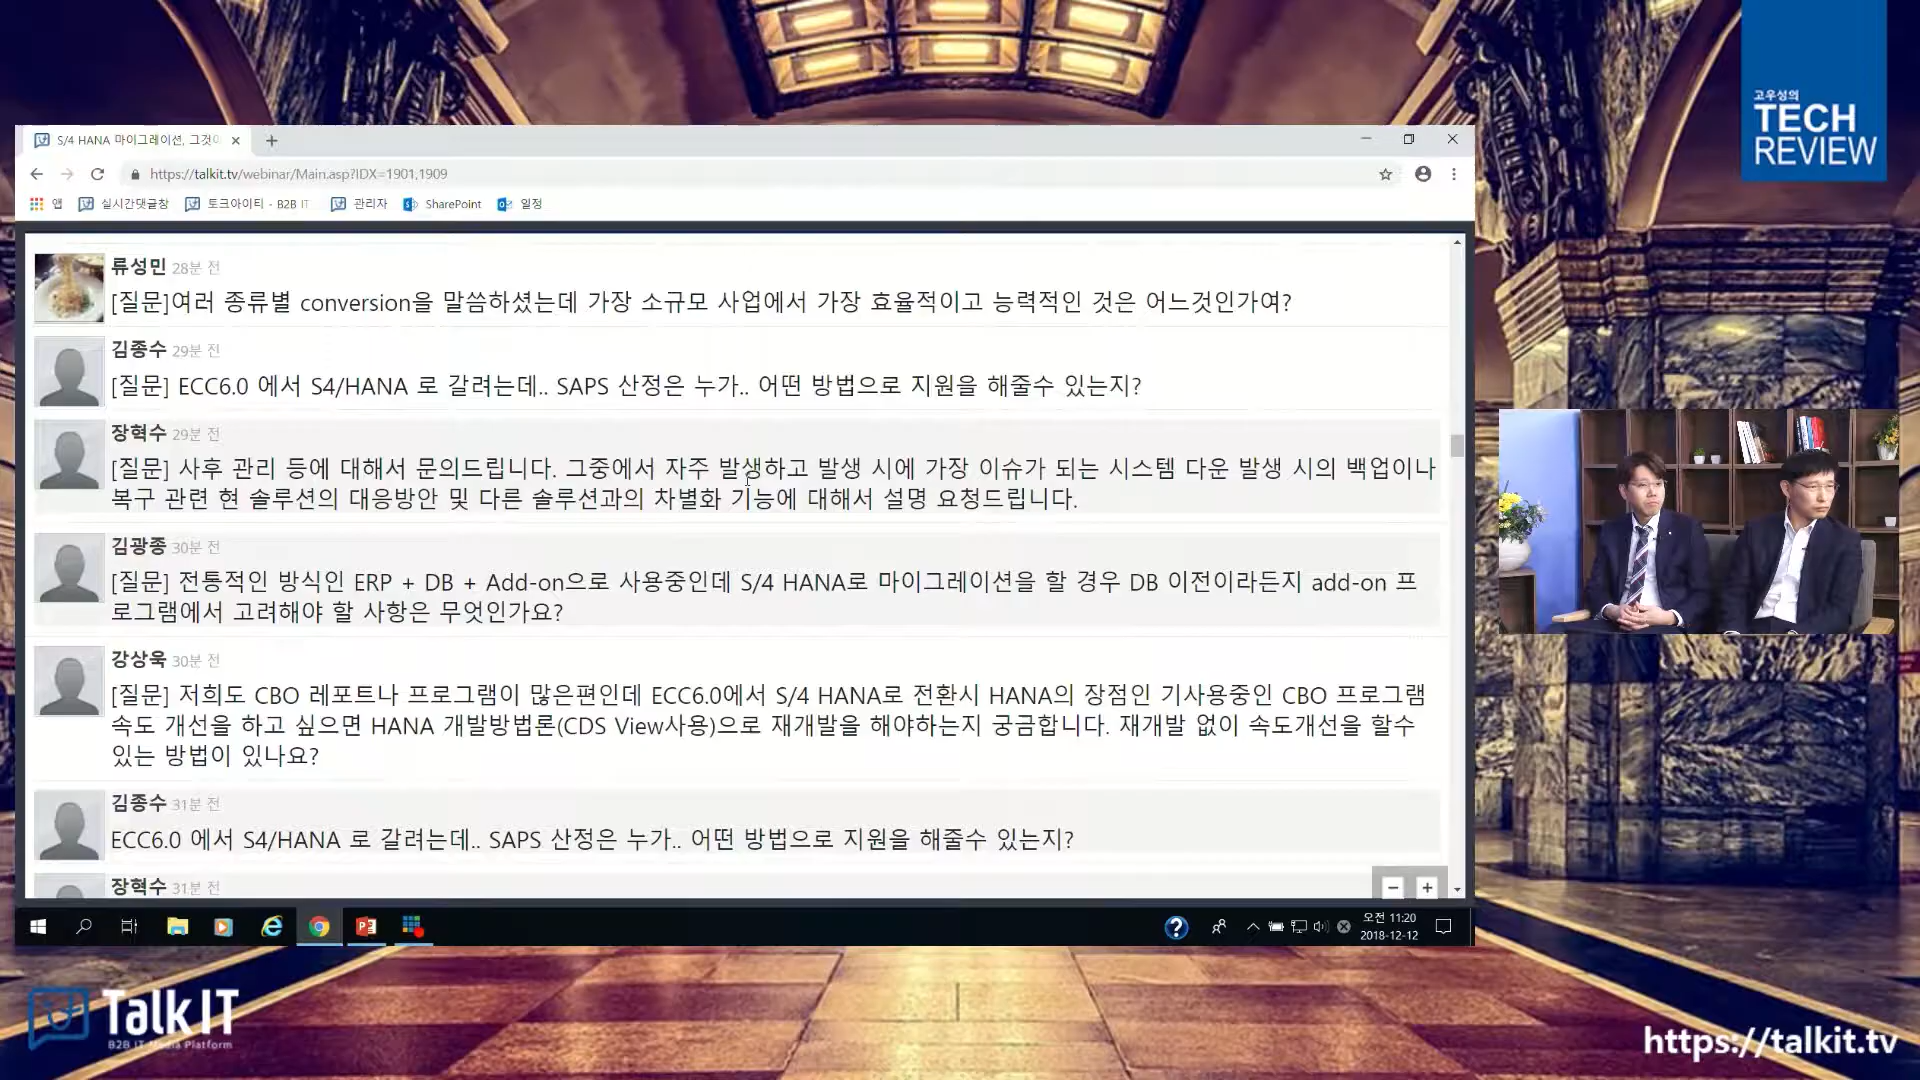 고우성의
TECH
REVIEW
S/4 HANA 마이그레이션, 그것이
https://talkit.tv/webinar/Main.asp?IDX=1901,1909
앱 실시간댓글창 토크아이티 - B2B IT 관리자 SharePoint 일정
류성민 28분 전
[질문]여러 종류별 conversion을 말씀하셨는데 가장 소규모 사업에서 가장 효율적이고 능력적인 것은 어느것인가여?
김종수 29분 전
[질문] ECC6.0 에서 S4/HANA 로 갈려는데.. SAPS 산정은 누가.. 어떤 방법으로 지원을 해줄수 있는지?
장혁수 29분 전
[질문] 사후 관리 등에 대해서 문의드립니다. 그중에서 자주 발생하고 발생 시에 가장 이슈가 되는 시스템 다운 발생 시의 백업이나
복구 관련 현 솔루션의 대응방안 및 다른 솔루션과의 차별화 기능에 대해서 설명 요청드립니다.
김광종 30분 전
[질문] 전통적인 방식인 ERP + DB + Add-on으로 사용중인데 S/4 HANA로 마이그레이션을 할 경우 DB 이전이라든지 add-on 프
로그램에서 고려해야 할 사항은 무엇인가요?
강상욱 30분 전
[질문] 저희도 CBO 레포트나 프로그램이 많은편인데 ECC6.0에서 S/4 HANA로 전환시 HANA의 장점인 기사용중인 CBO 프로그램
속도 개선을 하고 싶으면 HANA 개발방법론(CDS View사용)으로 재개발을 해야하는지 궁금합니다. 재개발 없이 속도개선을 할수
있는 방법이 있나요?
김종수 31분 전
ECC6.0 에서 S4/HANA 로 갈려는데.. SAPS 산정은 누가.. 어떤 방법으로 지원을 해줄수 있는지?
장혁수 31분 전
오전 11:20
2018-12-12
Talk IT
B2B IT Media Platform
https://talkit.tv